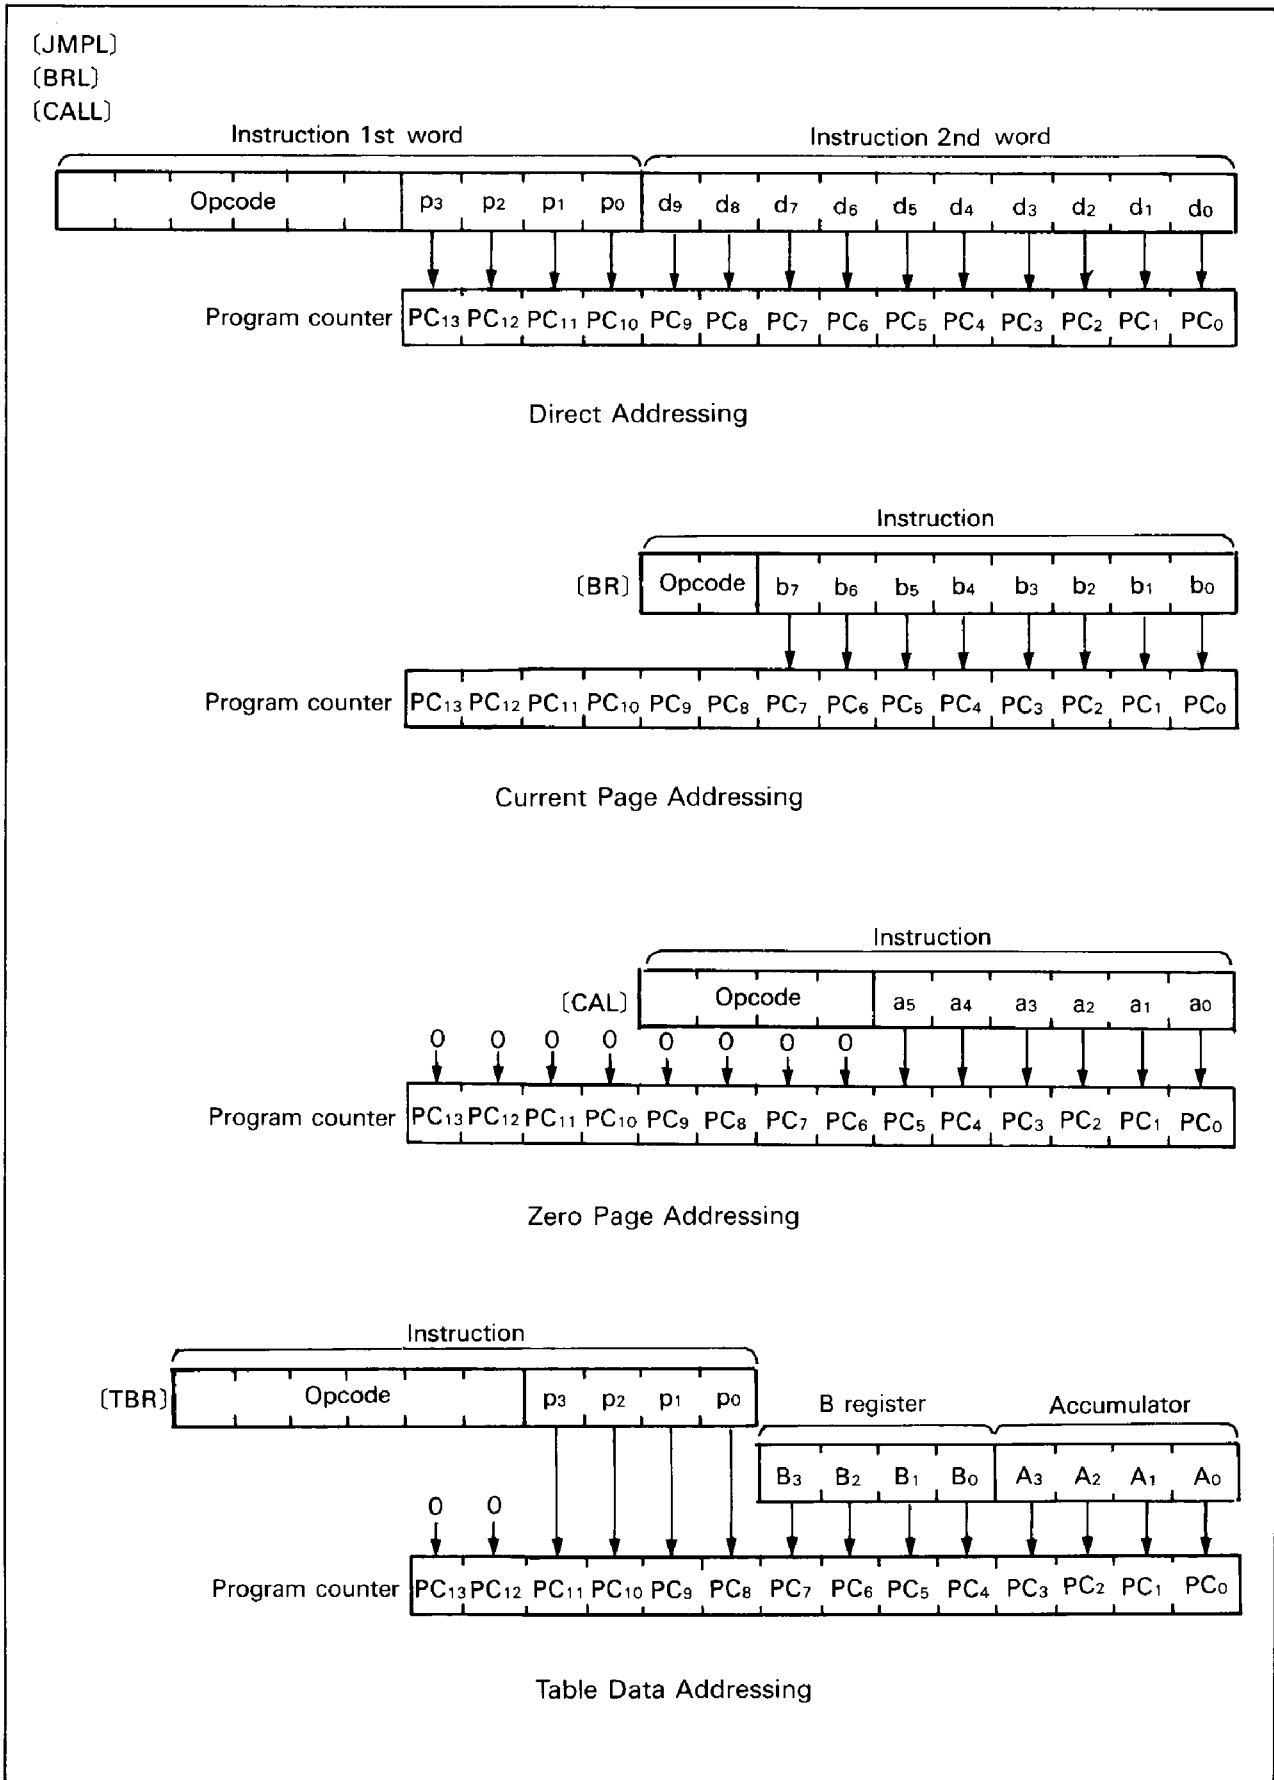 [JMPL]
[BRL]
[CALL]
Instruction 1st word Instruction 2nd word
Opcode p3 p2 p1 p0 d9 d8 d7 d6 d5 d4 d3 d2 d1 d0
Program counter PC13 PC12 PC11 PC10 PC9 PC8 PC7 PC6 PC5 PC4 PC3 PC2 PC1 PC0
Direct Addressing
Instruction
[BR] Opcode b7 b6 b5 b4 b3 b2 b1 b0
Program counter PC13 PC12 PC11 PC10 PC9 PC8 PC7 PC6 PC5 PC4 PC3 PC2 PC1 PC0
Current Page Addressing
Instruction
[CAL] Opcode a5 a4 a3 a2 a1 a0
0 0 0 0 0 0 0 0
Program counter PC13 PC12 PC11 PC10 PC9 PC8 PC7 PC6 PC5 PC4 PC3 PC2 PC1 PC0
Zero Page Addressing
Instruction
[TBR] Opcode p3 p2 p1 p0
B register Accumulator
B3 B2 B1 B0 A3 A2 A1 A0
0 0
Program counter PC13 PC12 PC11 PC10 PC9 PC8 PC7 PC6 PC5 PC4 PC3 PC2 PC1 PC0
Table Data Addressing